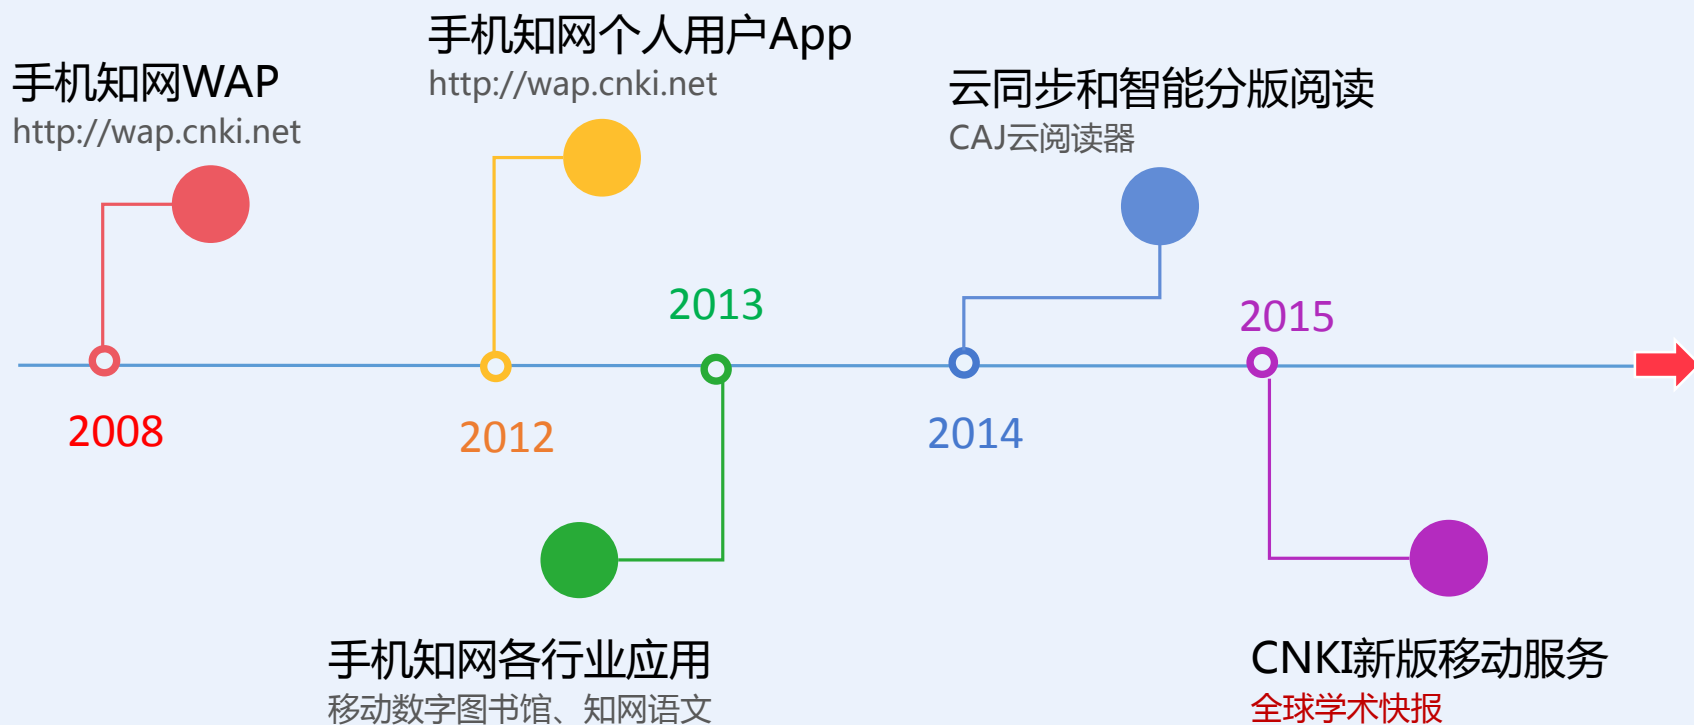 手机知网WAP
http://wap.cnki.net
2008
手机知网个人用户App
http://wap.cnki.net
2012
2013
手机知网各行业应用
移动数字图书馆、知网语文
云同步和智能分版阅读
CAJ云阅读器
2014
2015
CNKI新版移动服务
全球学术快报